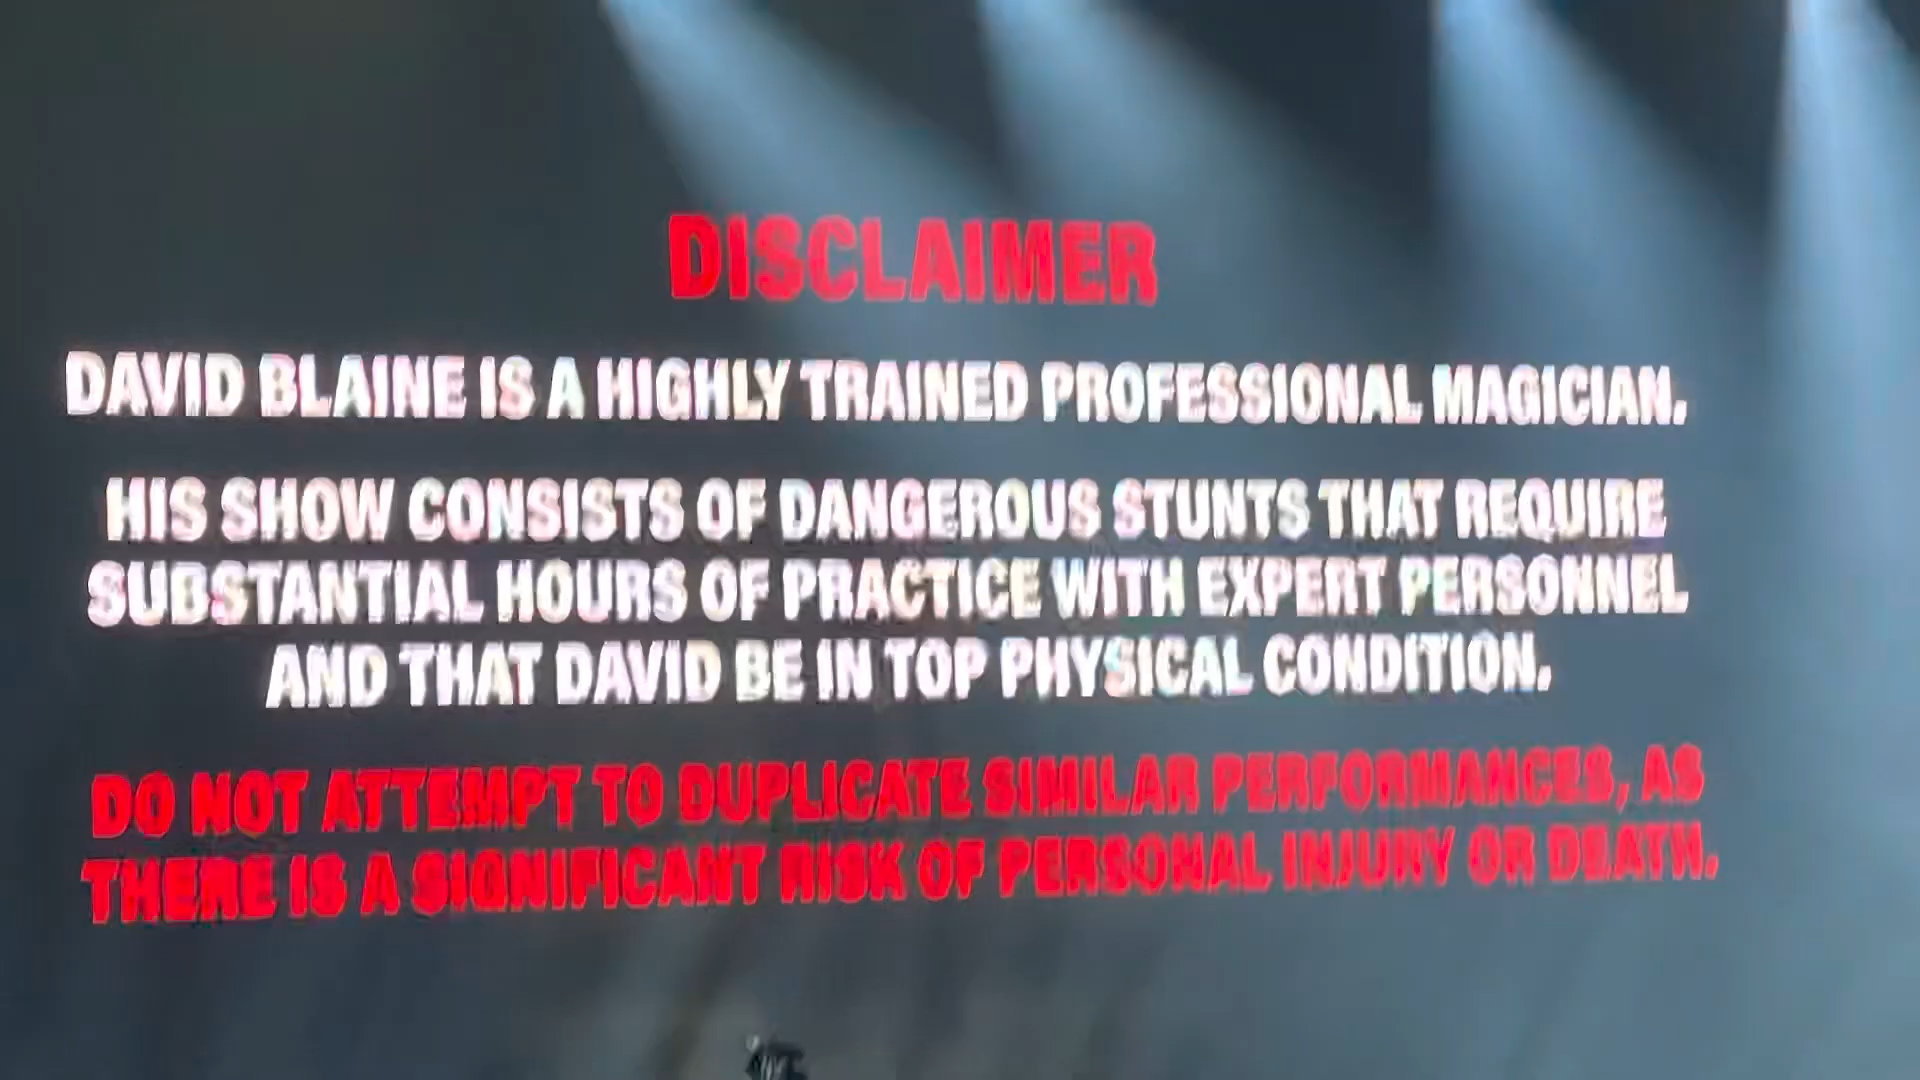 DISCLAIMER
DAVID BLAINE IS A HIGHLY TRAINED PROFESSIONAL MAGICIAN.
HIS SHOW CONSISTS OF DANGEROUS STUNTS THAT REQUIRE
SUBSTANTIAL HOURS OF PRACTICE WITH EXPERT PERSONNEL
AND THAT DAVID BE IN TOP PHYSICAL CONDITION.
DO NOT ATTEMPT TO DUPLICATE SIMILAR PERFORMANCES, AS
THERE IS A SIGNIFICANT RISK OF PERSONAL INJURY OR DEATH.